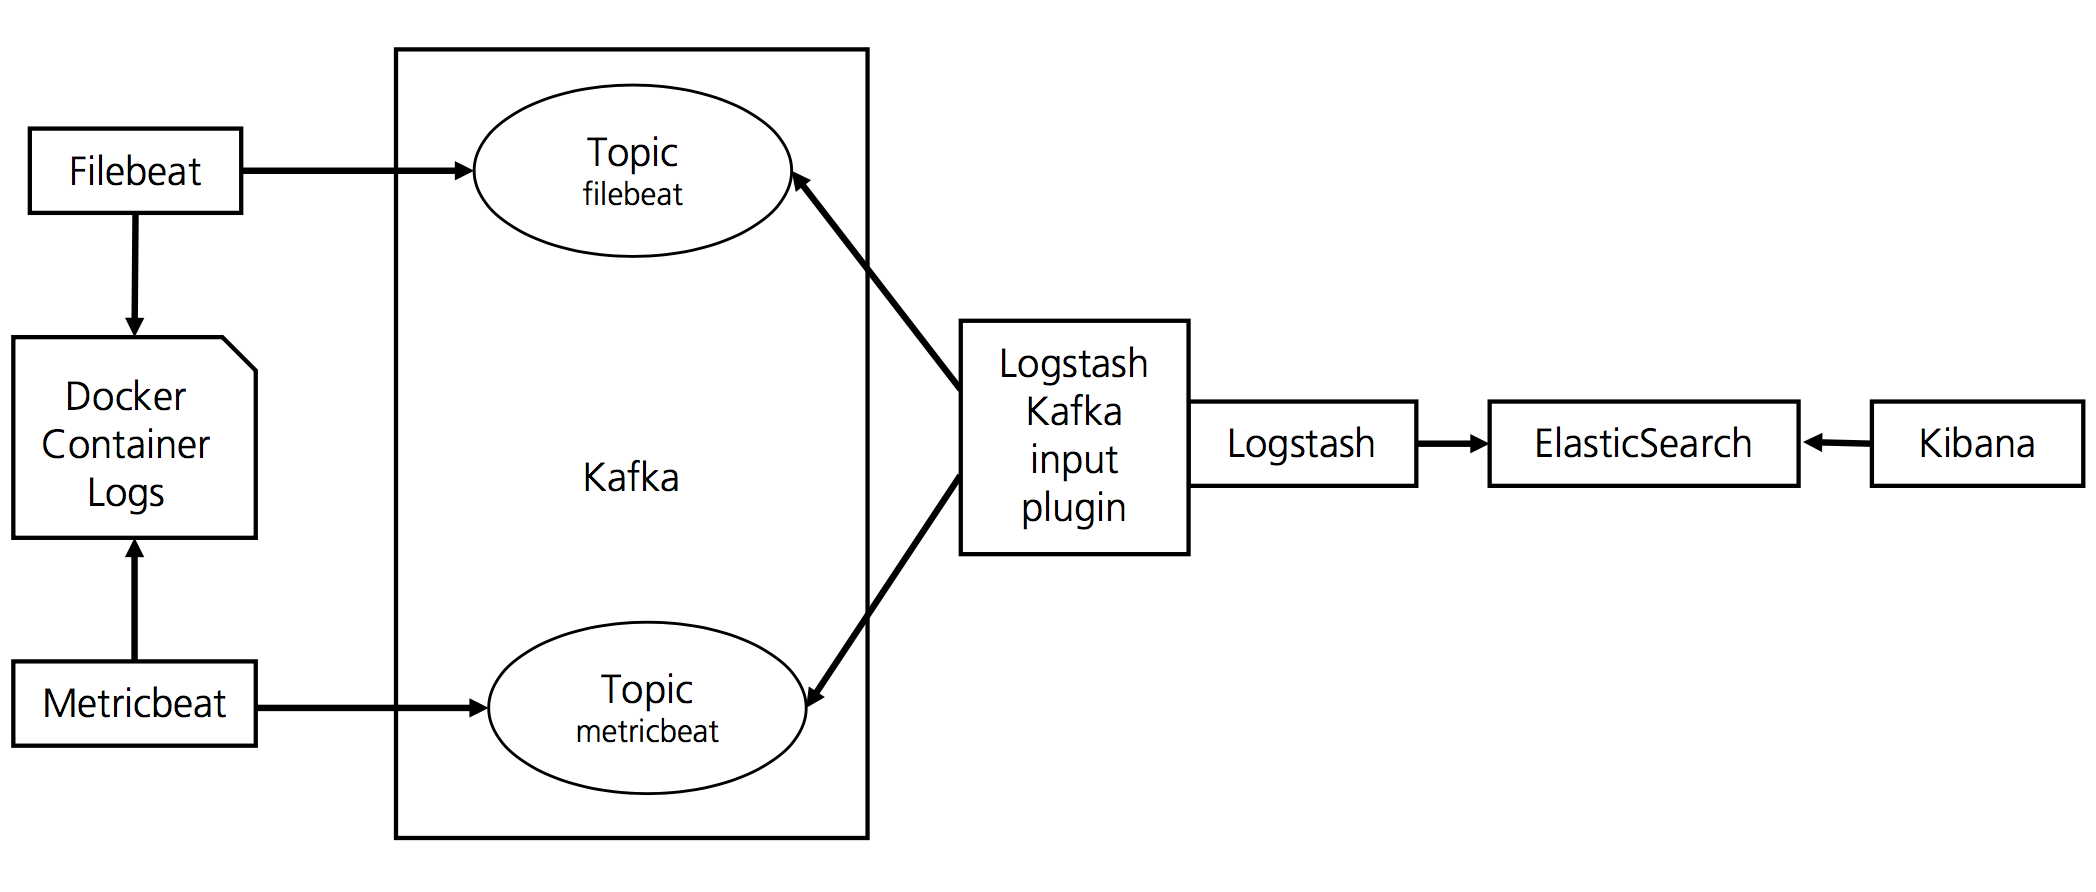 Filebeat
Docker
Container
Logs
Metricbeat
Topic
filebeat
Kafka
Topic
metricbeat
Logstash
Kafka
input
plugin
Logstash
ElasticSearch
Kibana